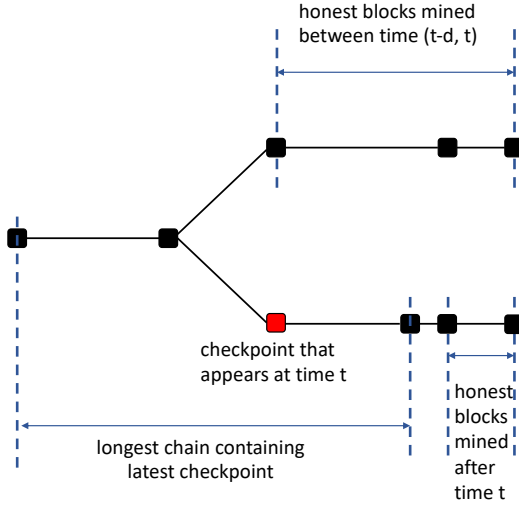 honest blocks mined
between time (t-d, t)
checkpoint that
appears at time t
longest chain containing
latest checkpoint
honest
blocks
mined
after
time t